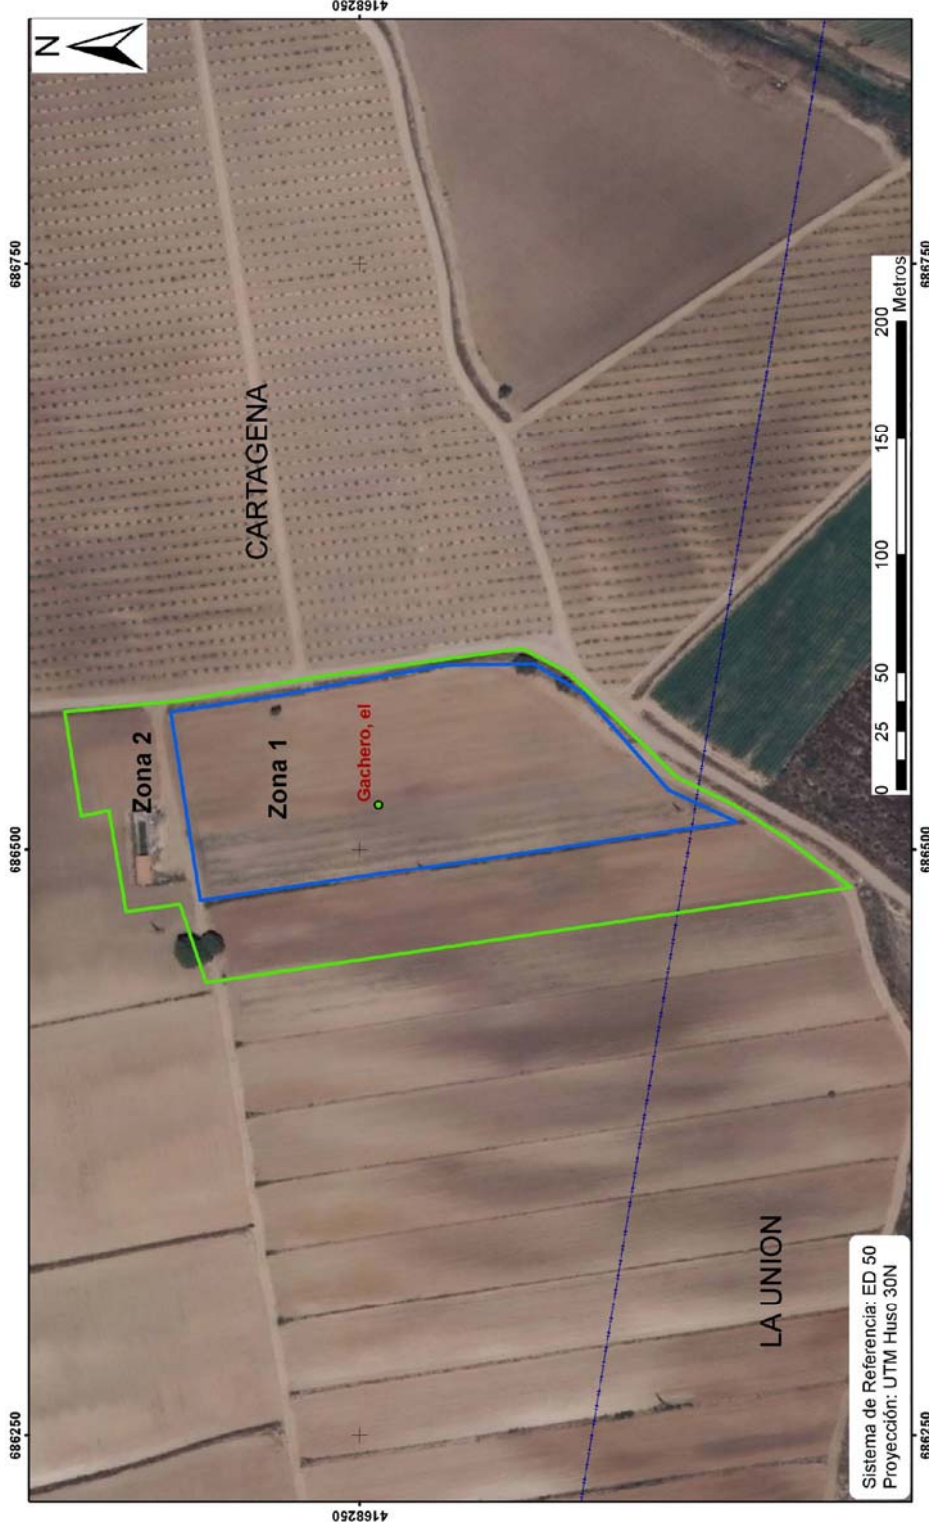 4168250
N
686750
686500
686250
CARTAGENA
Zona 2
Zona 1
Gachero, el
LA UNION
0 25 50 100 150 200
Metros
Sistema de Referencia: ED 50
Proyección: UTM Huso 30N
686750
686500
686250
4168250